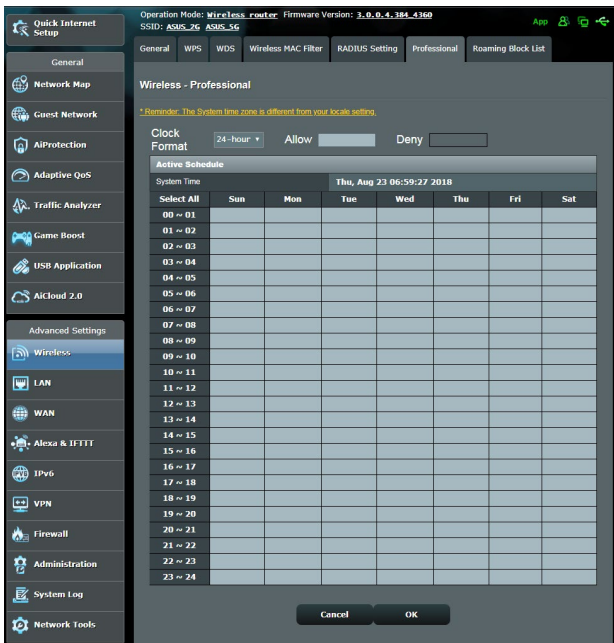 Quick Internet
Setup
Operation Mode: Wireless router Firmware Version: 3.0.0.4.384_4360
SSID: ASUS_2G ASUS_5G
App
General
WPS
WDS
Wireless MAC Filter
RADIUS Setting
Professional
Roaming Block List
General
Network Map
Guest Network
AiProtection
Adaptive QoS
Traffic Analyzer
Game Boost
USB Application
AiCloud 2.0
Advanced Settings
Wireless
LAN
WAN
Alexa & IFTTT
IPv6
VPN
Firewall
Administration
System Log
Network Tools
Wireless - Professional
* Reminder: The System time zone is different from your locale setting.
Clock
Format
24-hour
Allow
Deny
Active Schedule
System Time
Thu, Aug 23 06:59:27 2018
Select All Sun Mon Tue Wed Thu Fri Sat
00 ~ 01
01 ~ 02
02 ~ 03
03 ~ 04
04 ~ 05
05 ~ 06
06 ~ 07
07 ~ 08
08 ~ 09
09 ~ 10
10 ~ 11
11 ~ 12
12 ~ 13
13 ~ 14
14 ~ 15
15 ~ 16
16 ~ 17
17 ~ 18
18 ~ 19
19 ~ 20
20 ~ 21
21 ~ 22
22 ~ 23
23 ~ 24
Cancel
OK